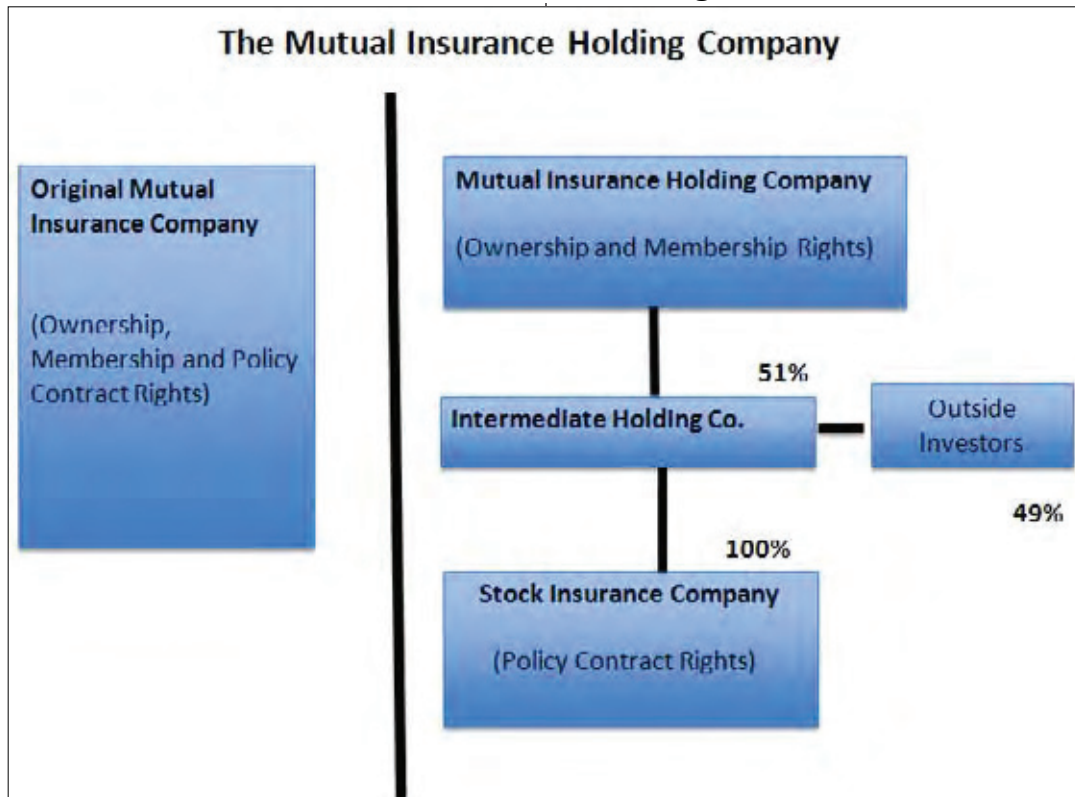 The Mutual Insurance Holding Company
Original Mutual
Insurance Company
(Ownership,
Membership and Policy
Contract Rights)
Mutual Insurance Holding Company
(Ownership and Membership Rights)
51%
Intermediate Holding Co.
Outside
Investors
49%
100%
Stock Insurance Company
(Policy Contract Rights)